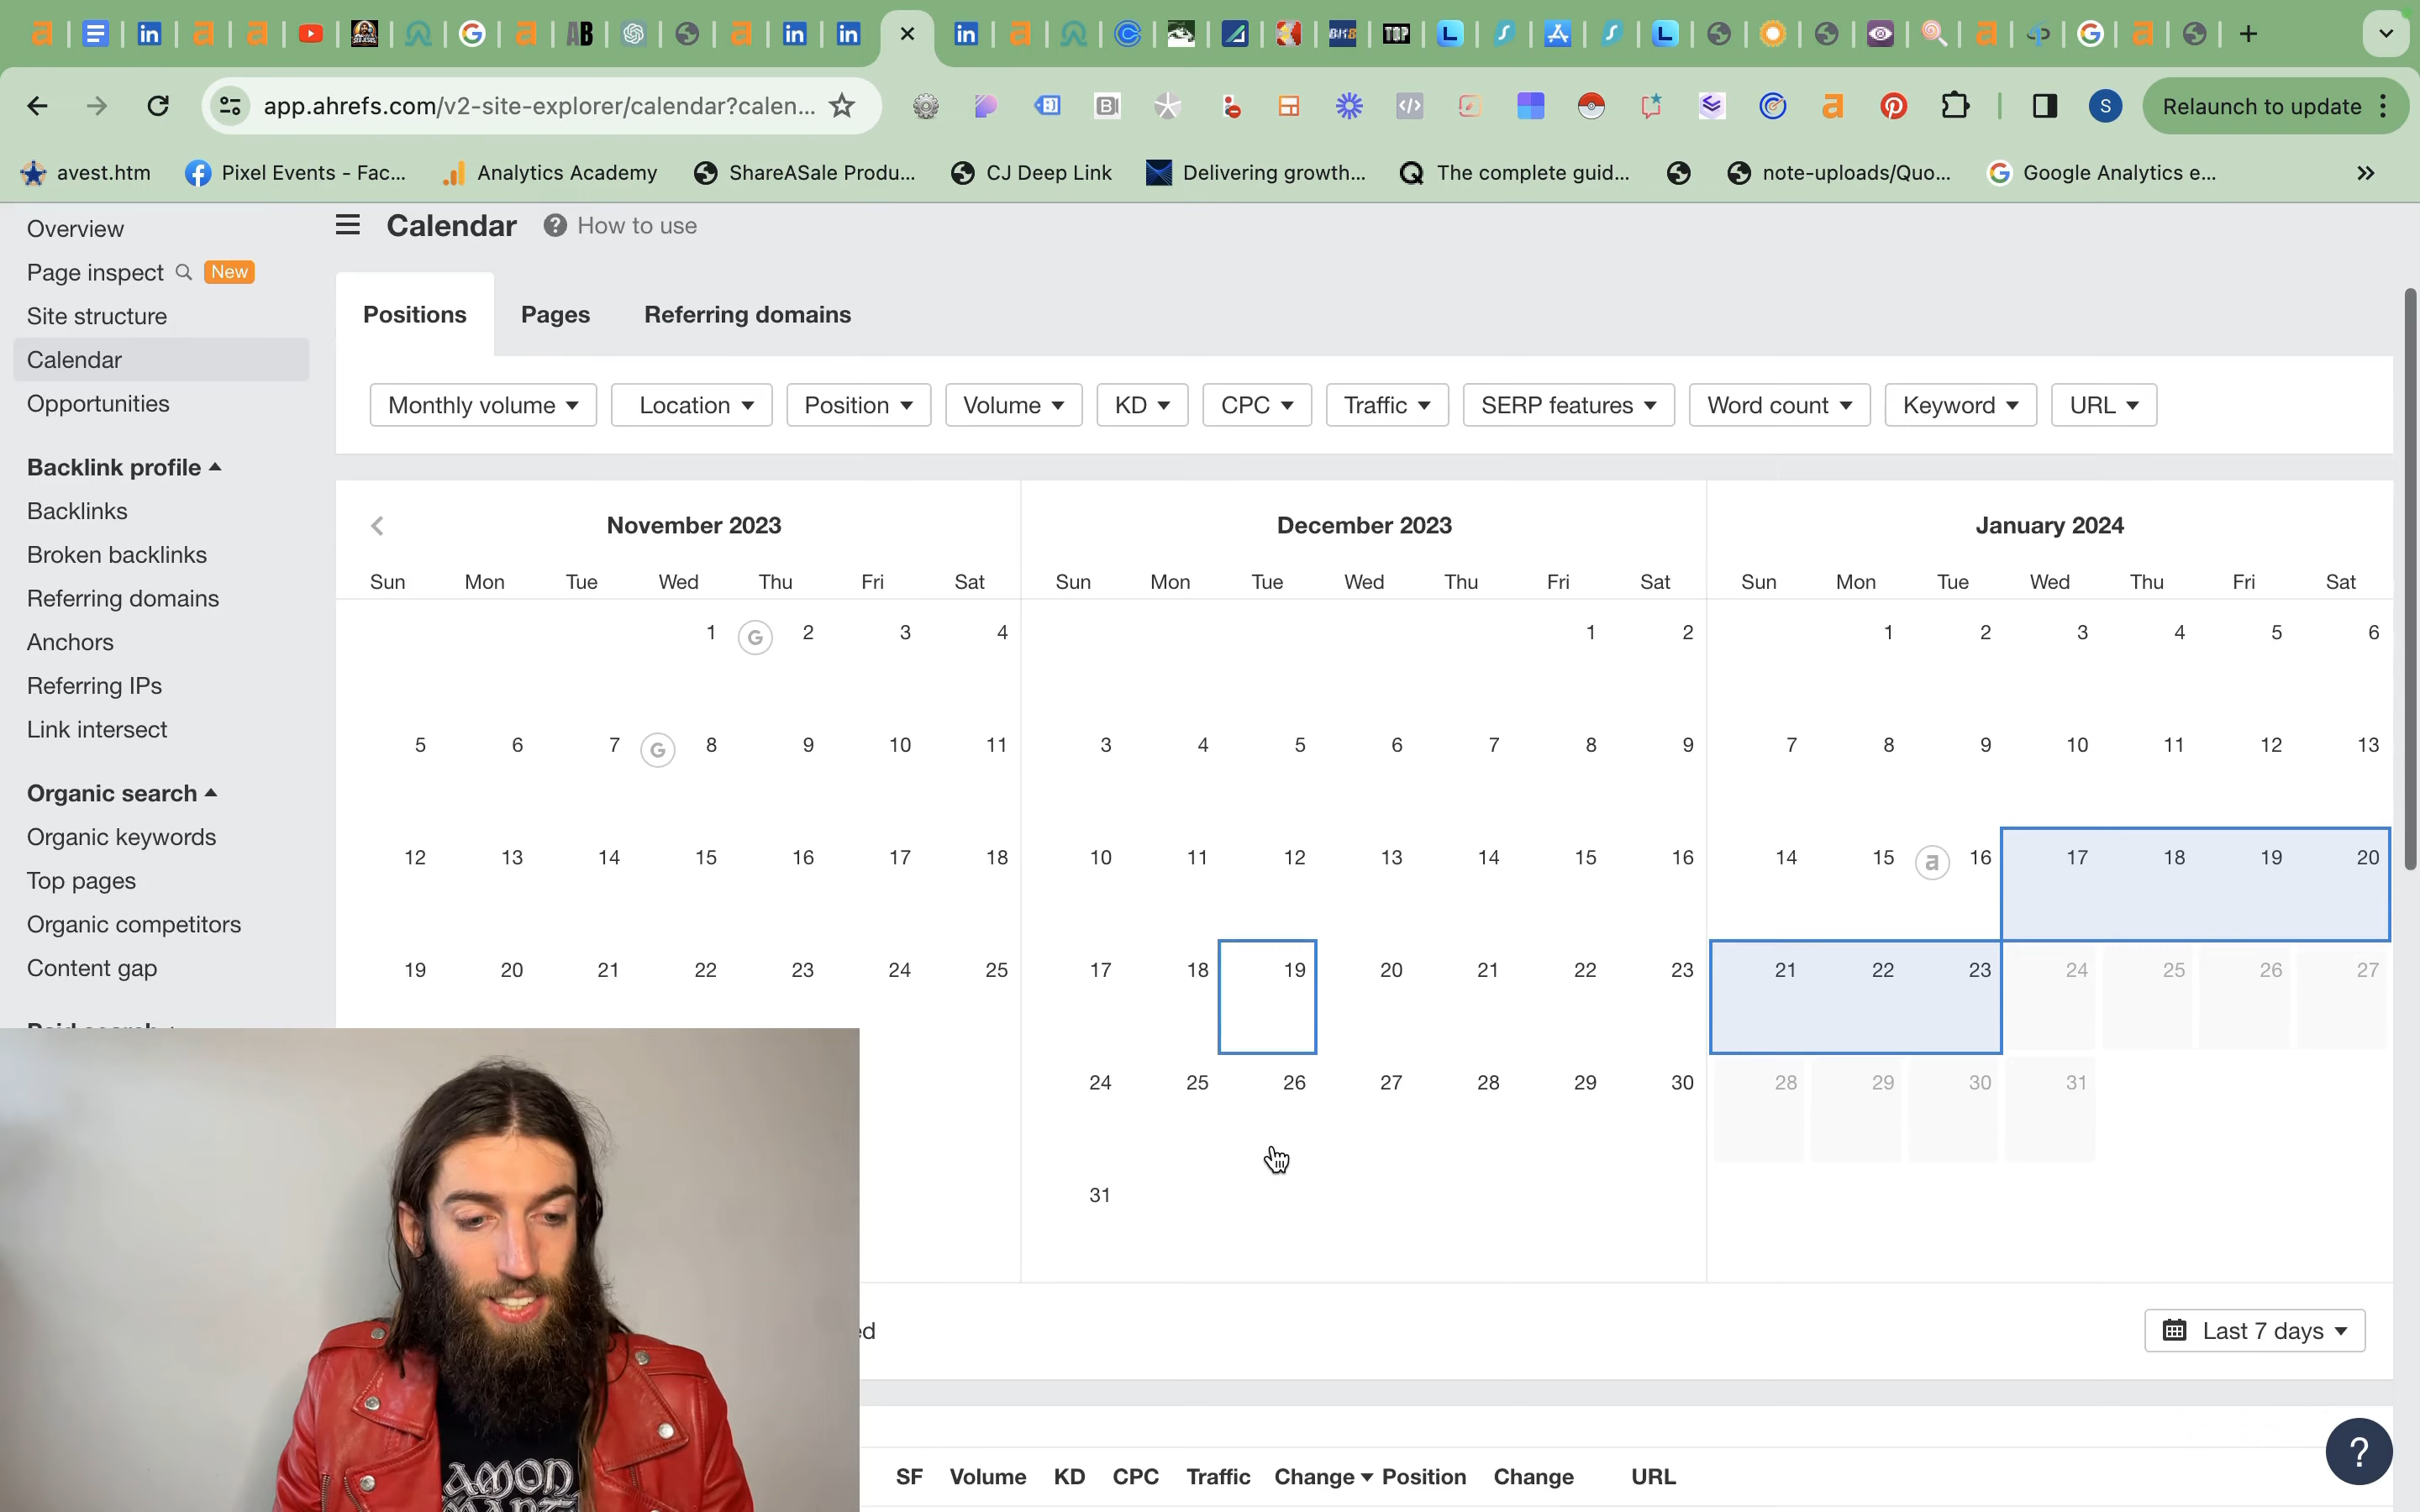 AB
BI18
TOP
L
L
app.ahrefs.com/v2-site-explorer/calendar?calen...
S
Relaunch to update
avest.htm
Pixel Events - Fac...
Analytics Academy
ShareASale Produ...
CJ Deep Link
Delivering growth...
The complete guid...
note-uploads/Quo...
Google Analytics e...
Overview
Page inspect New
Site structure
Calendar
Opportunities
Backlink profile
Backlinks
Broken backlinks
Referring domains
Anchors
Referring IPs
Link intersect
Organic search
Organic keywords
Top pages
Organic competitors
Content gap
Calendar ? How to use
Positions Pages Referring domains
Monthly volume Location Position Volume KD CPC Traffic SERP features Word count Keyword URL
November 2023
Sun Mon Tue Wed Thu Fri Sat
1 G 2 3 4
5 6 7 G 8 9 10 11
12 13 14 15 16 17 18
19 20 21 22 23 24 25
December 2023
Sun Mon Tue Wed Thu Fri Sat
1 2
3 4 5 6 7 8 9
10 11 12 13 14 15 16
17 18 19 20 21 22 23
24 25 26 27 28 29 30
31
January 2024
Sun Mon Tue Wed Thu Fri Sat
1 2 3 4 5 6
7 8 9 10 11 12 13
14 15 a 16 17 18 19 20
21 22 23 24 25 26 27
28 29 30 31
ed
Last 7 days
SF Volume KD CPC Traffic Change Position Change URL
?
AMON